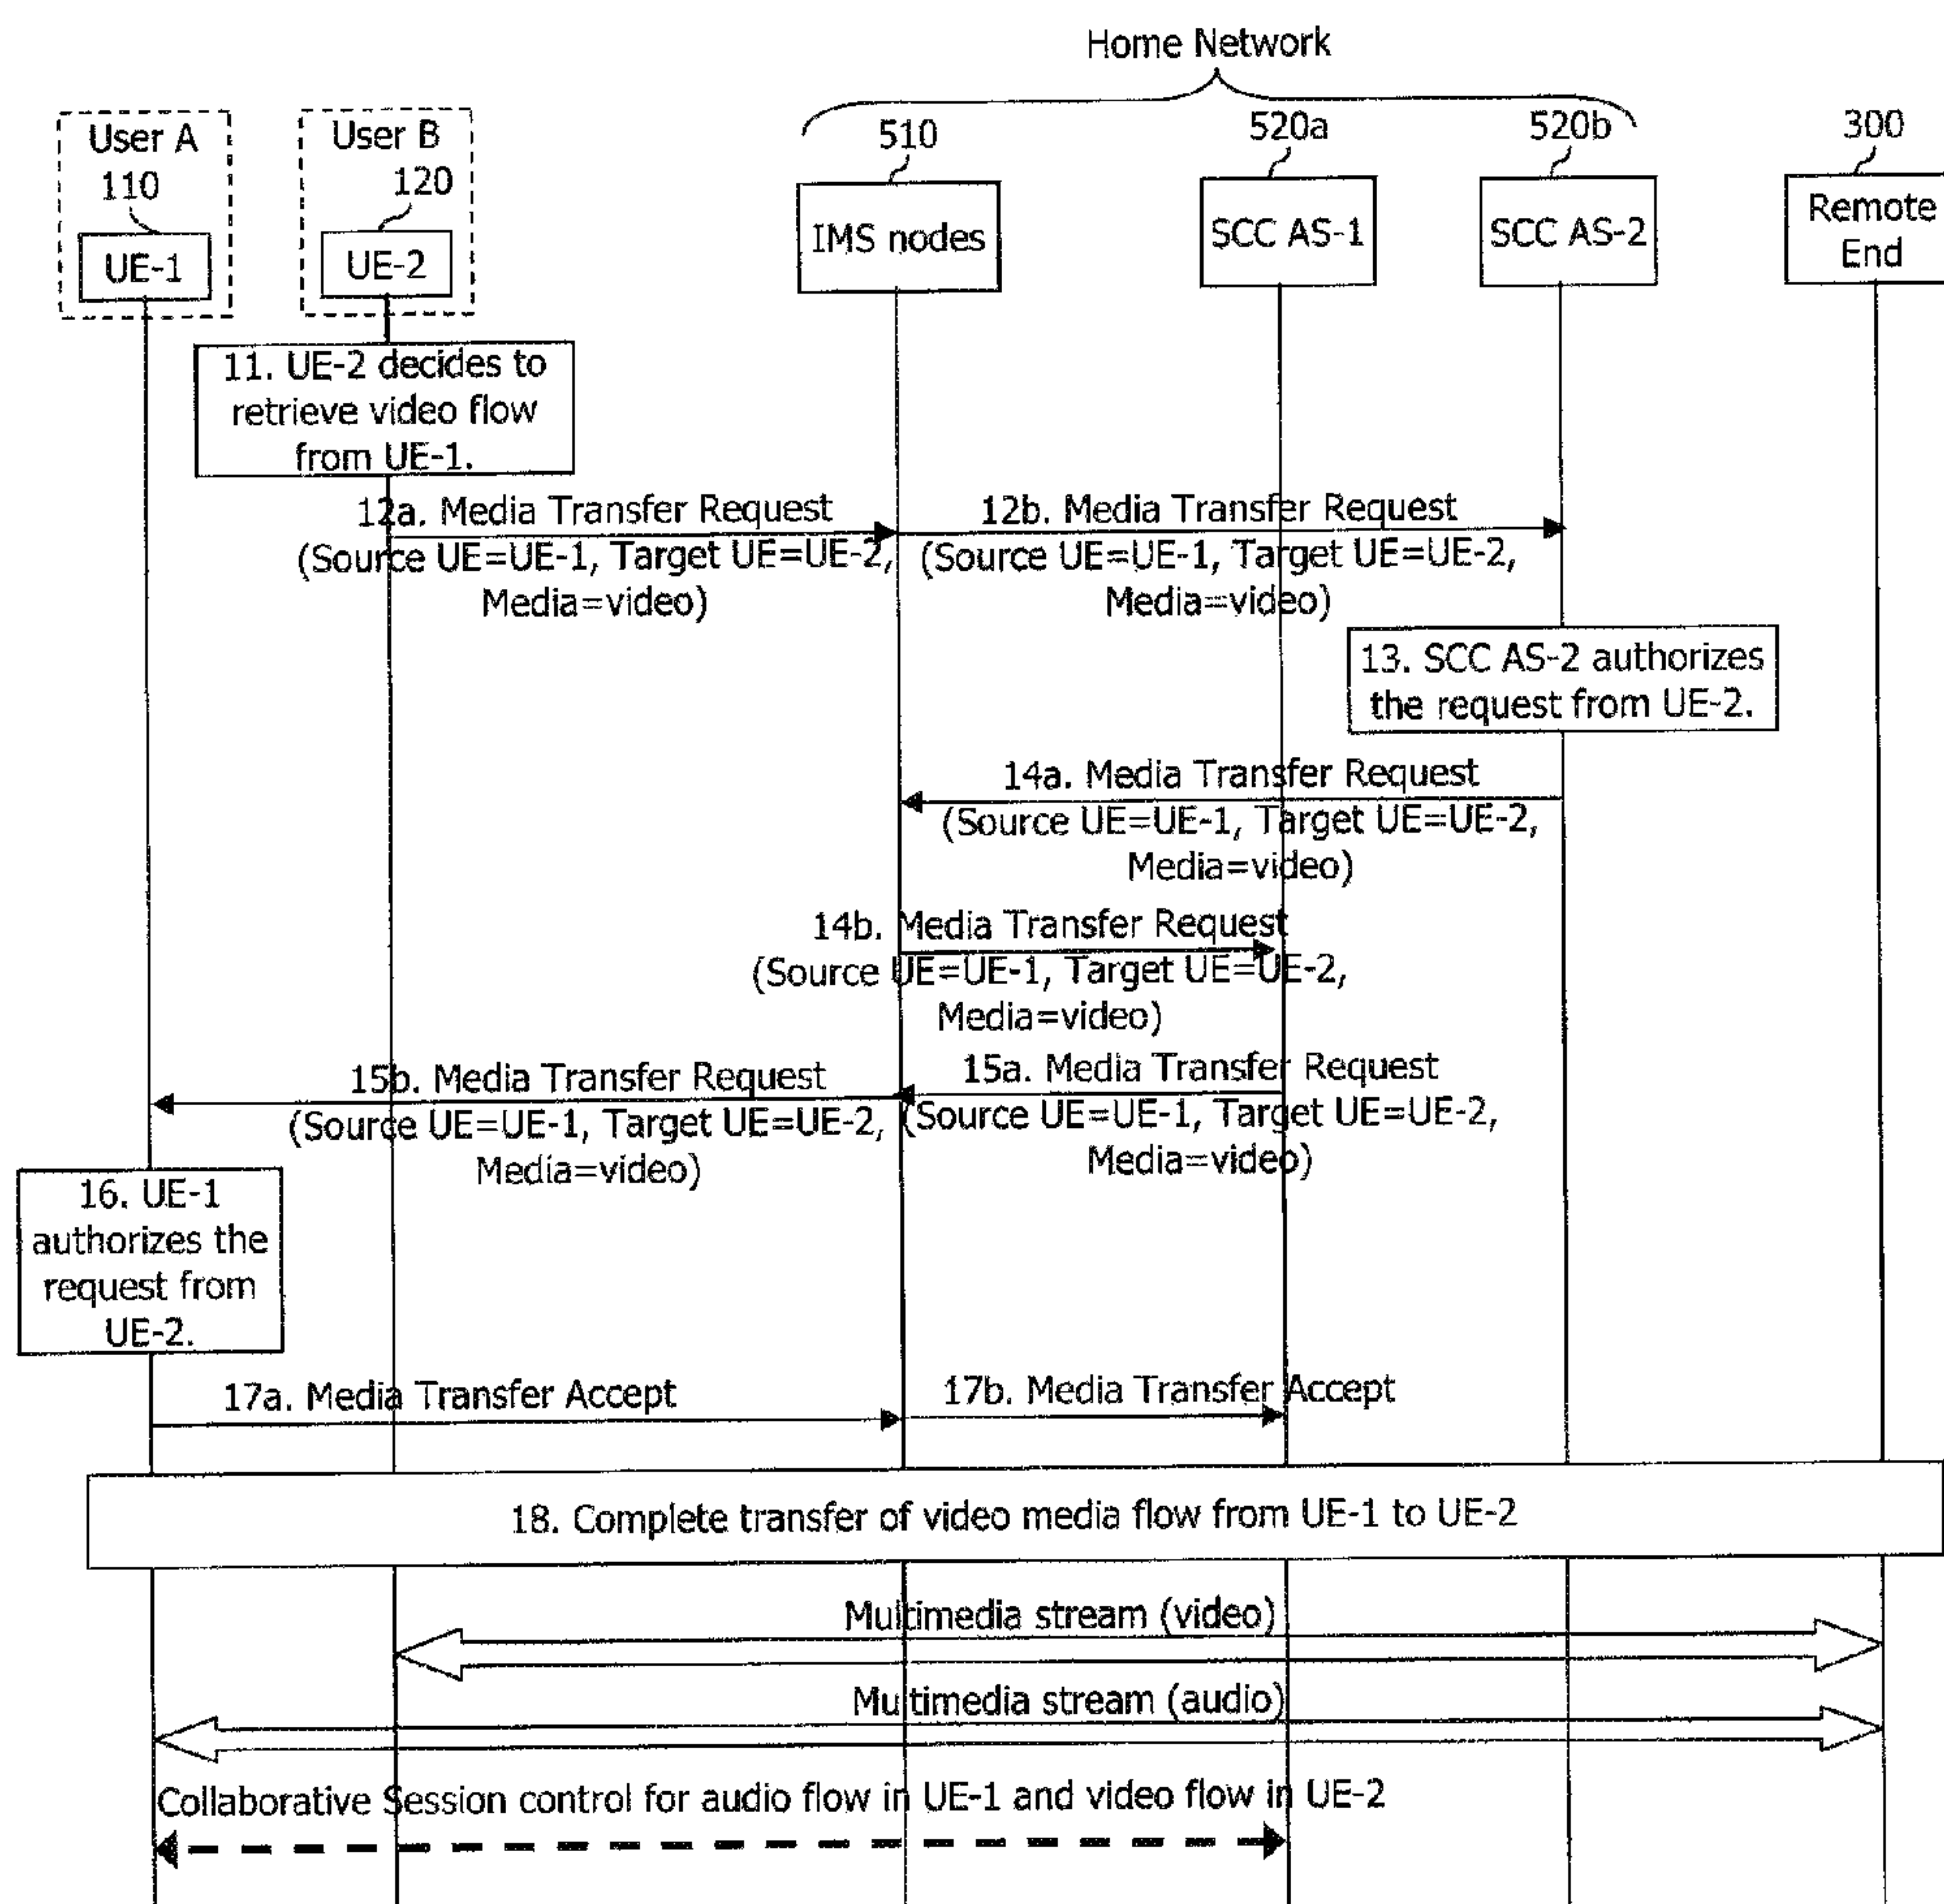 Home Network
User A
110
UE-1
User B
120
UE-2
510
IMS nodes
520a
SCC AS-1
520b
SCC AS-2
300
Remote
End
11. UE-2 decides to
retrieve video flow
from UE-1.
12a. Media Transfer Request
(Source UE=UE-1, Target UE=UE-2,
Media=video)
12b. Media Transfer Request
(Source UE=UE-1, Target UE=UE-2,
Media=video)
13. SCC AS-2 authorizes
the request from UE-2.
14a. Media Transfer Request
(Source UE=UE-1, Target UE=UE-2,
Media=video)
14b. Media Transfer Request
(Source UE=UE-1, Target UE=UE-2,
Media=video)
15b. Media Transfer Request
(Source UE=UE-1, Target UE=UE-2,
Media=video)
15a. Media Transfer Request
(Source UE=UE-1, Target UE=UE-2,
Media=video)
16. UE-1
authorizes the
request from
UE-2.
17a. Media Transfer Accept
17b. Media Transfer Accept
18. Complete transfer of video media flow from UE-1 to UE-2
Multimedia stream (video)
Multimedia stream (audio)
Collaborative Session control for audio flow in UE-1 and video flow in UE-2